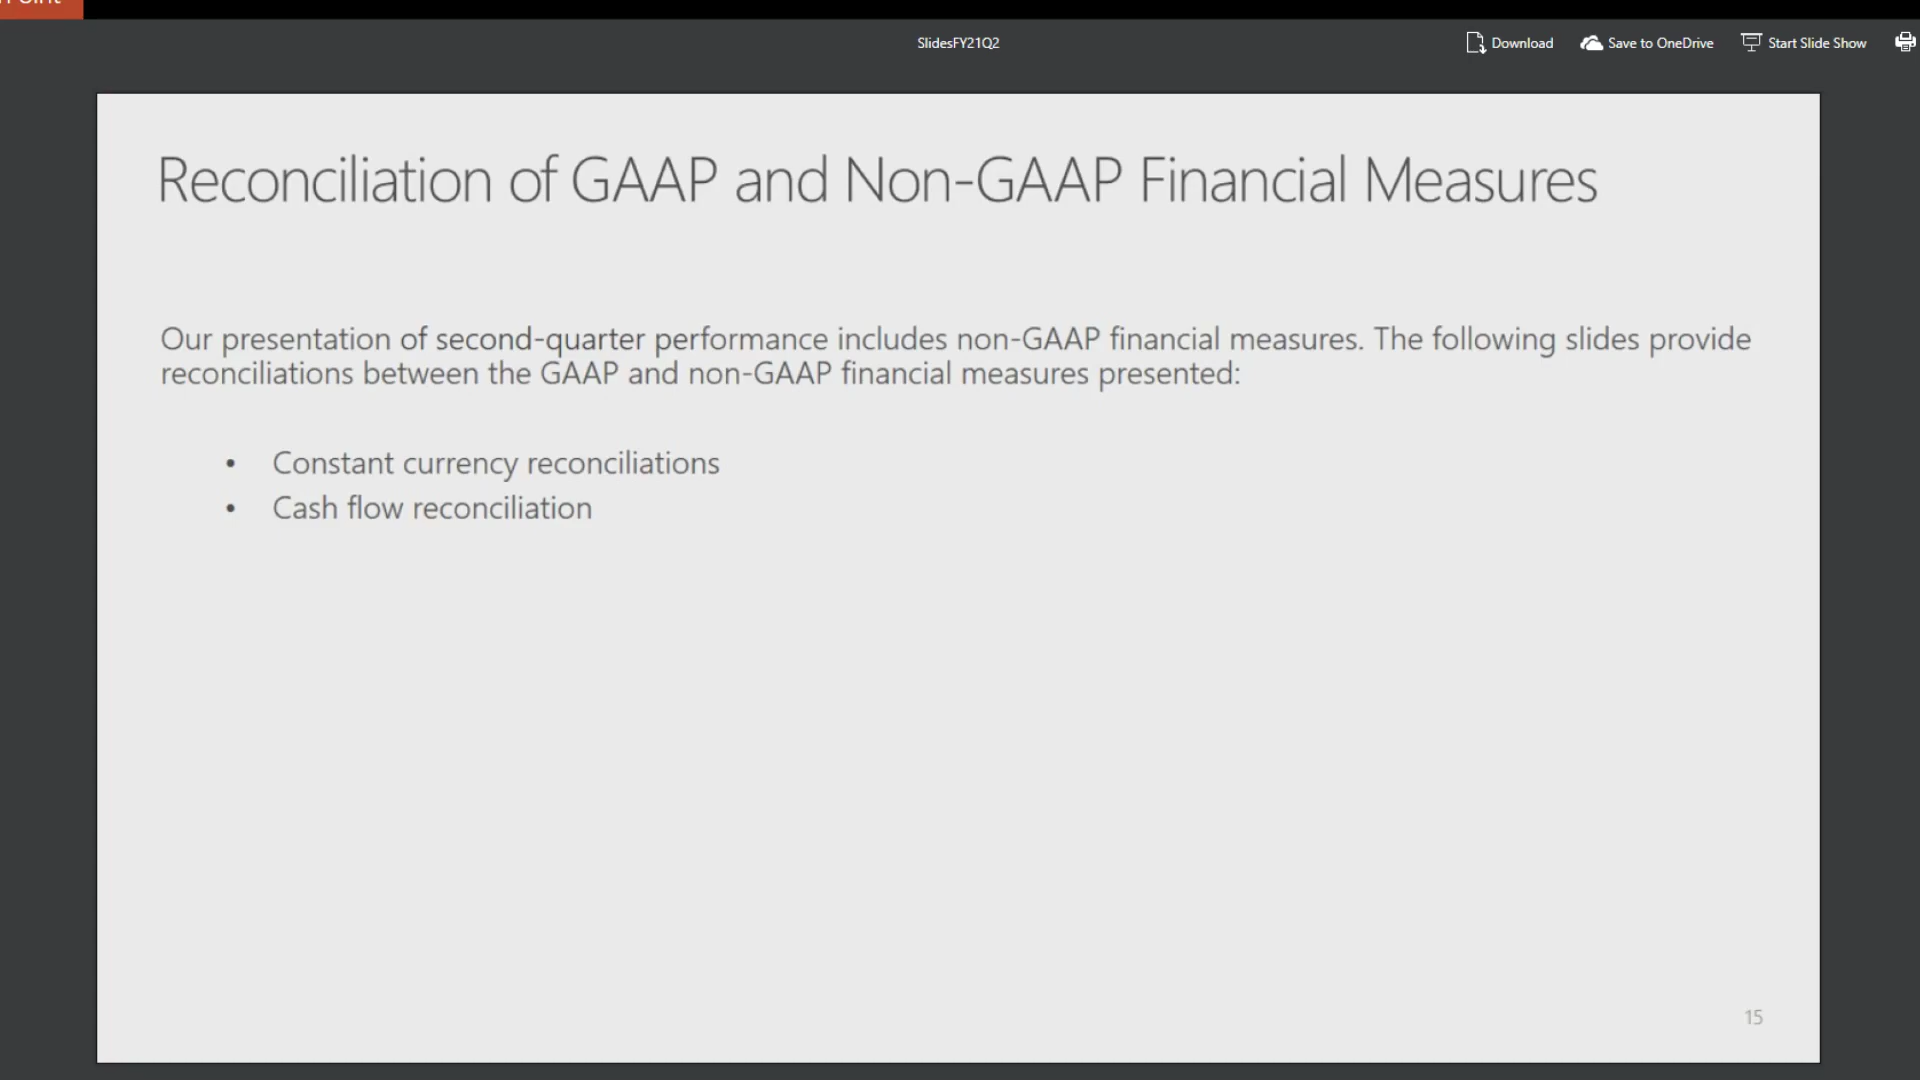 SlidesFY21Q2
Download
Save to OneDrive
Start Slide Show
Reconciliation of GAAP and Non-GAAP Financial Measures
Our presentation of second-quarter performance includes non-GAAP financial measures. The following slides provide
reconciliations between the GAAP and non-GAAP financial measures presented:
• Constant currency reconciliations
• Cash flow reconciliation
15